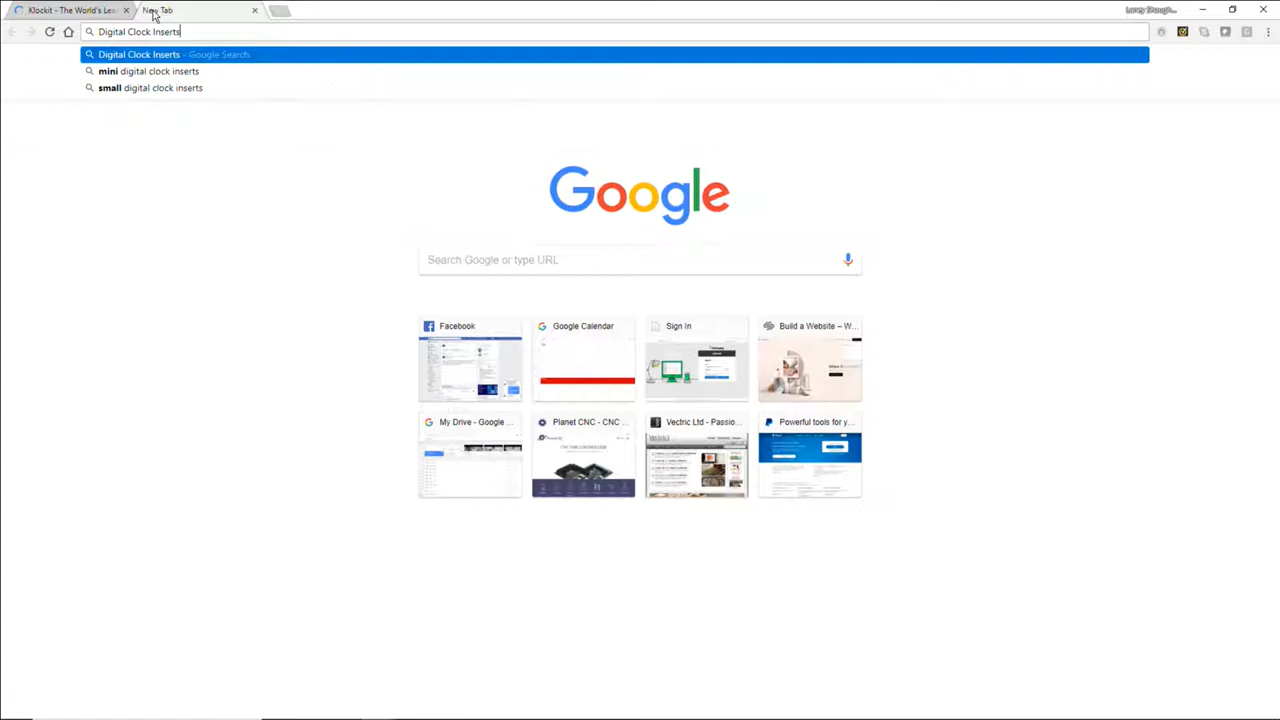 Klockit - The World's Lea
New Tab
Digital Clock Inserts
Digital Clock Inserts - Google Search
mini digital clock inserts
small digital clock inserts
Google
Search Google or type URL
Facebook
Google Calendar
Sign In
Build a Website – W...
My Drive - Google ...
Planet CNC - CNC ...
Vectric Ltd - Passio...
Powerful tools for y...